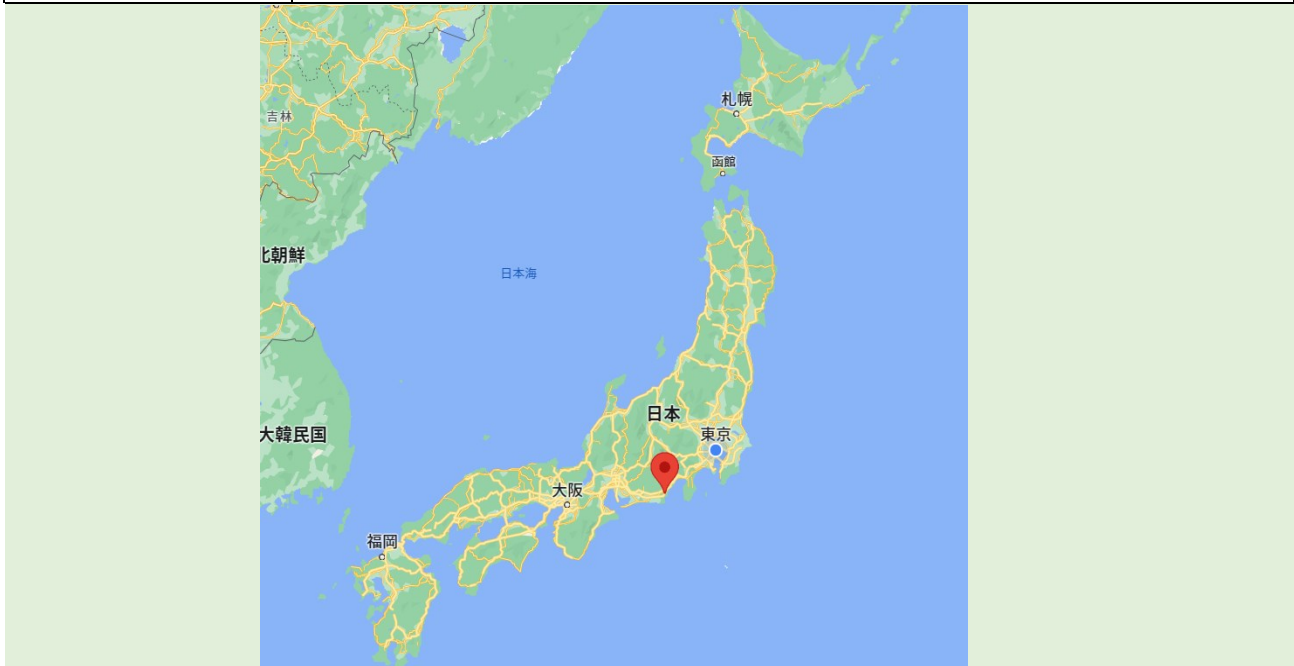 札幌
吉林
函館
北朝鮮
日本海
日本
大韓民国
東京
大阪
福岡